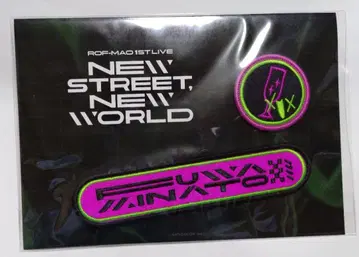 ROF-MAO 1ST LIVE
NEW
STREET,
NEW
WORLD
FUWA
MINATO